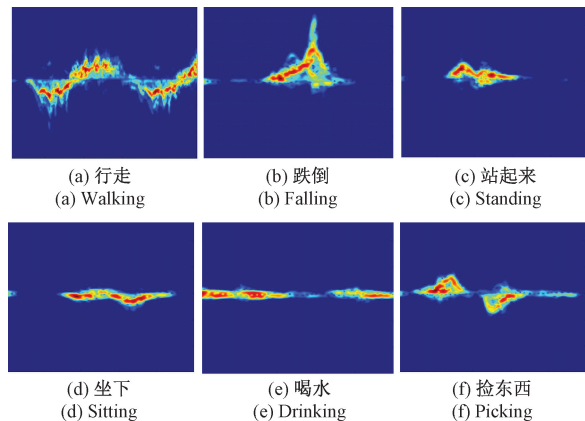 (a) 行走
(a) Walking
(b) 跌倒
(b) Falling
(c) 站起来
(c) Standing
(d) 坐下
(d) Sitting
(e) 喝水
(e) Drinking
(f) 捡东西
(f) Picking